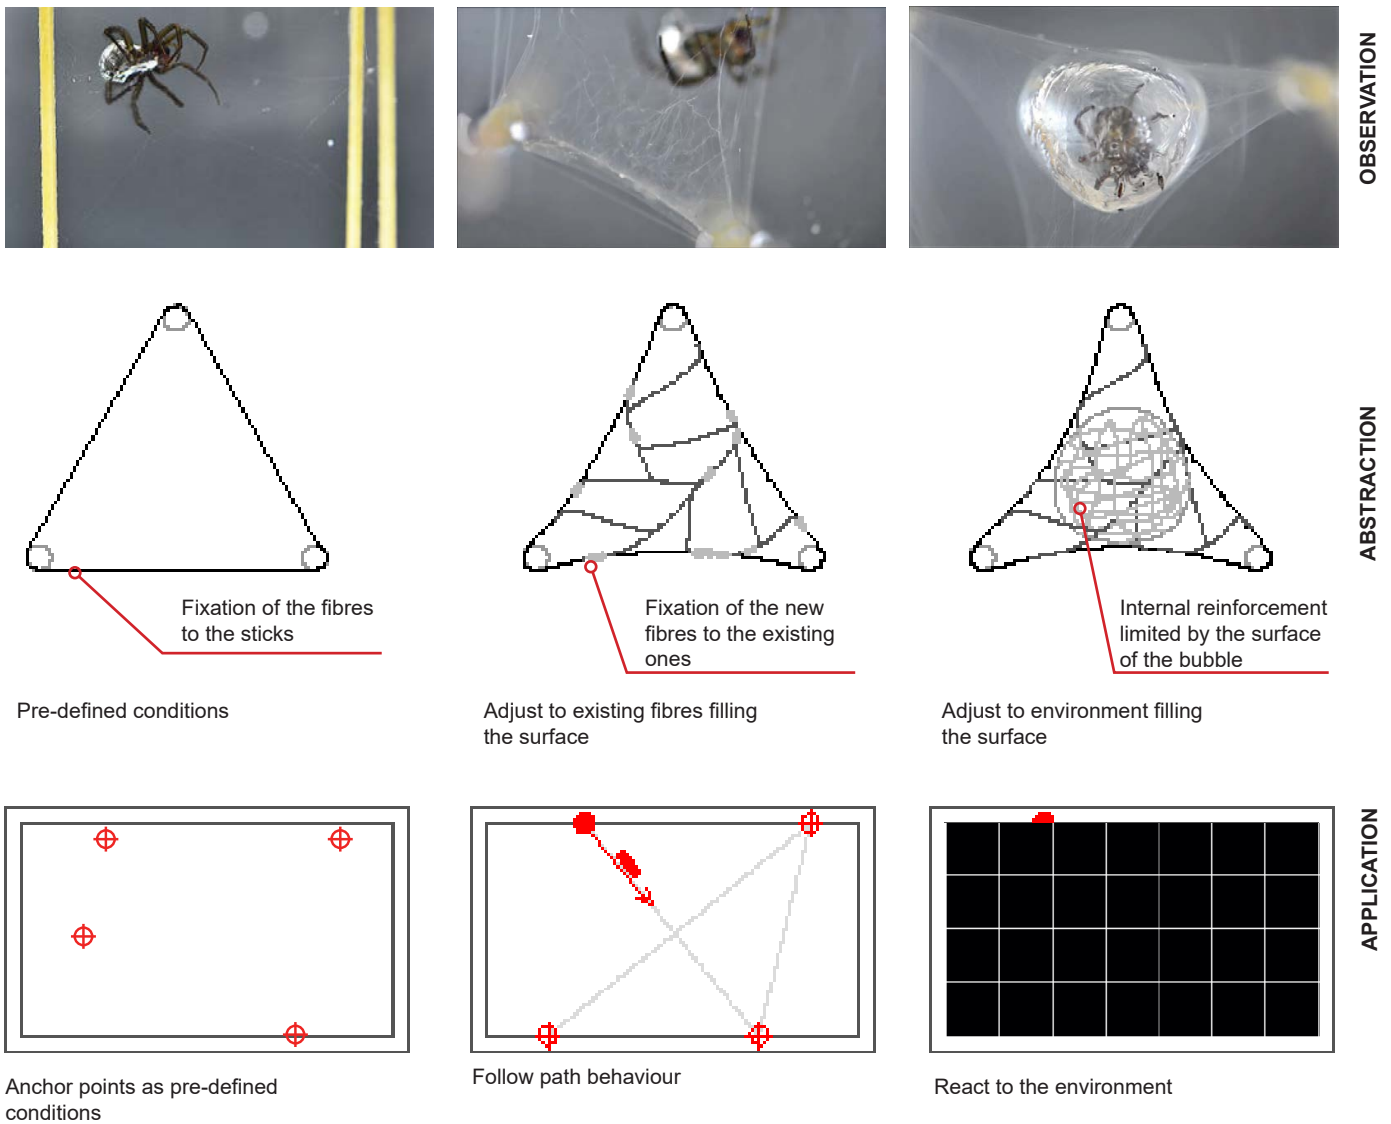 OBSERVATION
Fixation of the fibres
to the sticks
Fixation of the new
fibres to the existing
ones
Internal reinforcement
limited by the surface
of the bubble
ABSTRACTION
Pre-defined conditions
Adjust to existing fibres filling
the surface
Adjust to environment filling
the surface
APPLICATION
Anchor points as pre-defined
conditions
Follow path behaviour
React to the environment